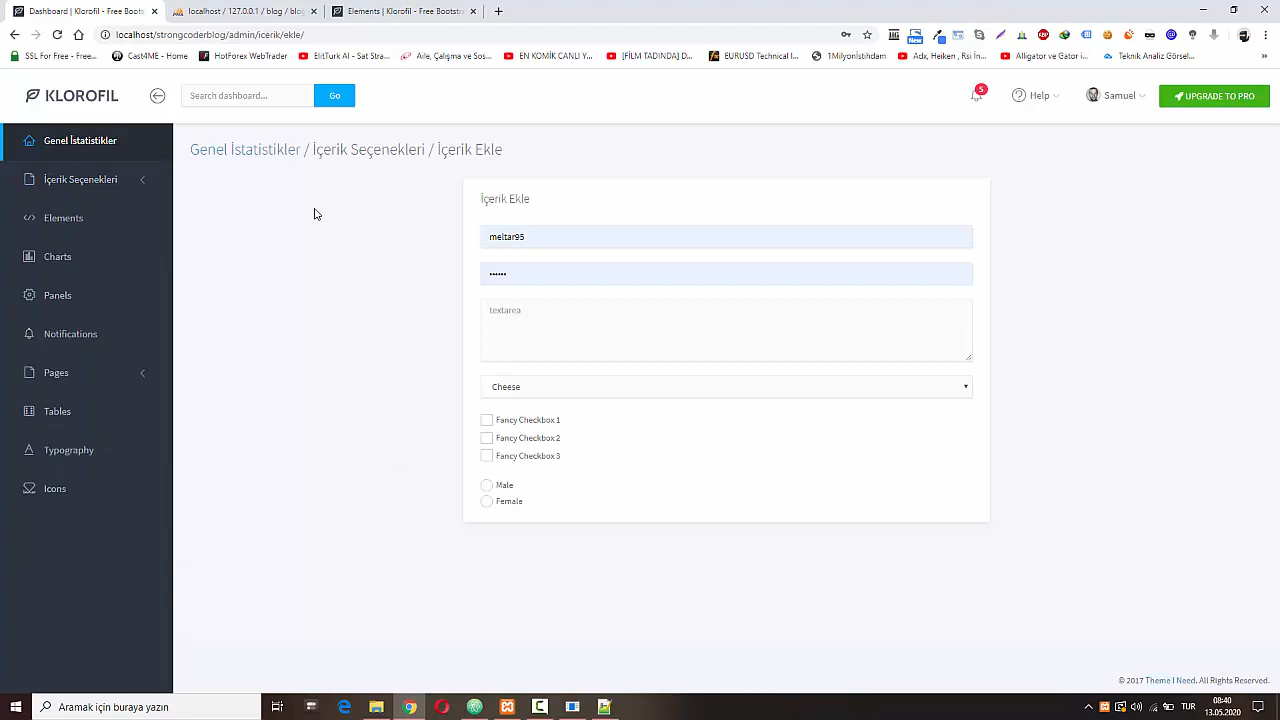 Dashboard | Klorofil - Free Boots
localhost / 127.0.0.1 / blog / blog
Elements | Klorofil - Free Bootstr
localhost/strongcoderblog/admin/icerik/ekle/
SSL For Free - Free...
Cast4ME - Home
HotForex WebTrader
ElitTurk AI - Satra Sa...
Aile, Çalışma ve Sos...
EN KOMİK CANLI Y...
[FİLM TADINDA] D...
EURUSD Technical I...
1Milyonİstihdam
Adx, Heiken , Rsi İn...
Alligator ve Gator i...
Teknik Analiz Görsel...
»
KLOROFIL
Search dashboard...
Go
5
Help
Samuel
UPGRADE TO PRO
Genel İstatistikler
İçerik Seçenekleri
Elements
Charts
Panels
Notifications
Pages
Tables
Typography
Icons
Genel İstatistikler / İçerik Seçenekleri / İçerik Ekle
İçerik Ekle
meltar95
••••••
textarea
Cheese
Fancy Checkbox 1
Fancy Checkbox 2
Fancy Checkbox 3
Male
Female
© 2017 Theme I Need. All Rights Reserved.
Aramak için buraya yazın
TUR
08:40
13.05.2020